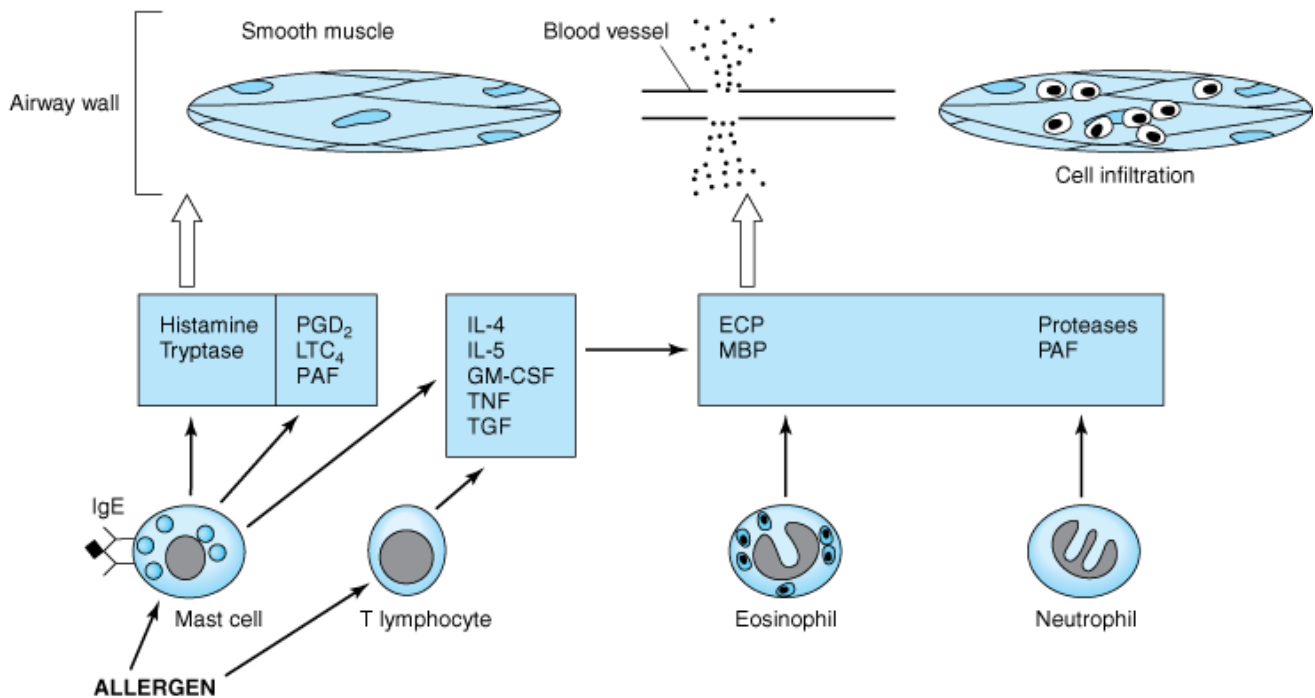 Smooth muscle
Blood vessel
Airway wall
Cell infiltration
Histamine
Tryptase
PGD₂
LTC₄
PAF
IL-4
IL-5
GM-CSF
TNF
TGF
ECP
MBP
Proteases
PAF
IgE
Mast cell
T lymphocyte
Eosinophil
Neutrophil
ALLERGEN